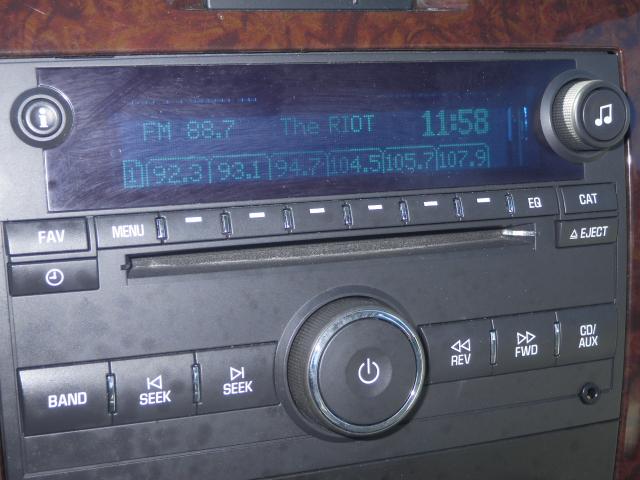 FM 88.7 The RIOT 11:58
1 92.3 93.1 94.7 104.5 105.7 107.9
FAV MENU EQ CAT
EJECT
BAND SEEK SEEK REV FWD CD/
AUX